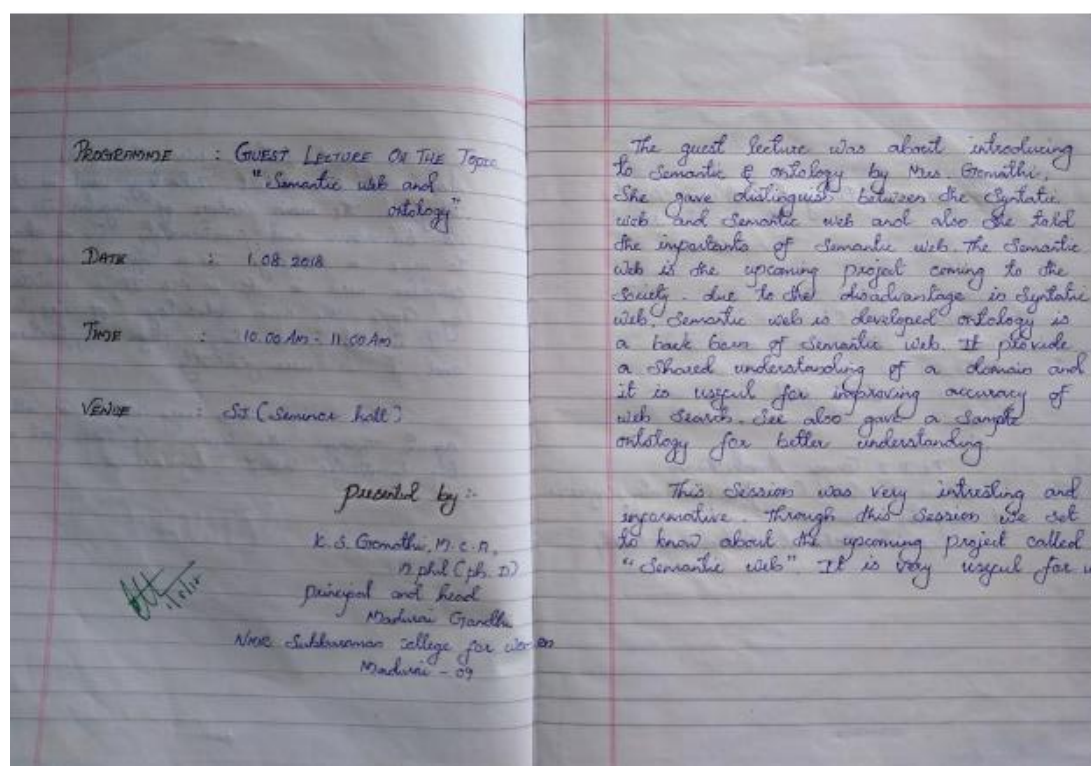 PROGRAMME : GUEST LECTURE ON THE Topic
"Semantic web and
ontology".
DATE : 1.08.2018
TIME : 10.00 Am - 11.00 Am
VENUE : SJ (Seminar hall)
presented by :-
K.S. Gomathi, M.C.A,
M.phil (ph.D)
principal and head
Madurai Gandhi
NMR Subburaman college for women
Madurai - 09
The guest lecture was about introducing
to Semantic & ontology by Mrs. Gomathi.
She gave distinguish between the Syntatic
web and Semantic web and also she told
the importants of Semantic web. The Semantic
Web is the upcoming project coming to the
Society. due to the disadvantage in Syntatic
web, Semantic web is developed ontology is
a back born of Semantic web. It provide
a Shared understanding of a domain and
it is useful for improving accuracy of
web Search. See also gave a Sample
ontology for better understanding.
This Session was very intresting and
informative. Through this Session we get
to know about the upcoming project called
"Semantic web". It is very useful for